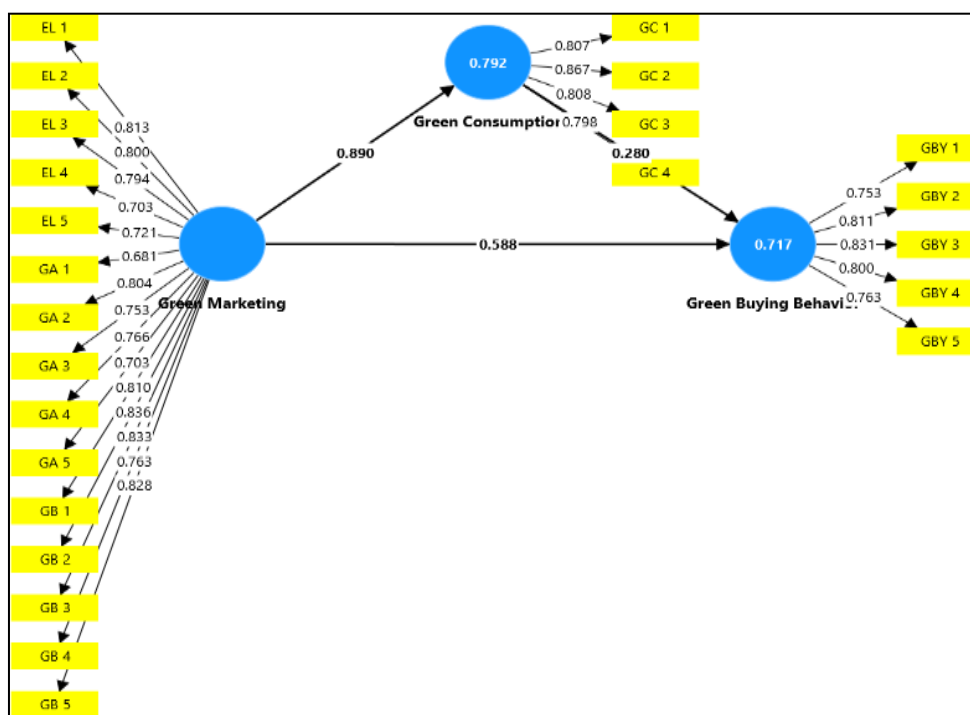 EL 1
EL 2
EL 3
EL 4
EL 5
GA 1
GA 2
GA 3
GA 4
GA 5
GB 1
GB 2
GB 3
GB 4
GB 5
0.813
0.800
0.794
0.703
0.721
0.681
0.804
0.753
0.766
0.703
0.810
0.836
0.833
0.763
0.828
Green Marketing
0.890
0.588
0.792
Green Consumption
0.807
0.867
0.808
0.798
GC 1
GC 2
GC 3
GC 4
0.280
0.717
Green Buying Behavior
0.753
0.811
0.831
0.800
0.763
GBY 1
GBY 2
GBY 3
GBY 4
GBY 5